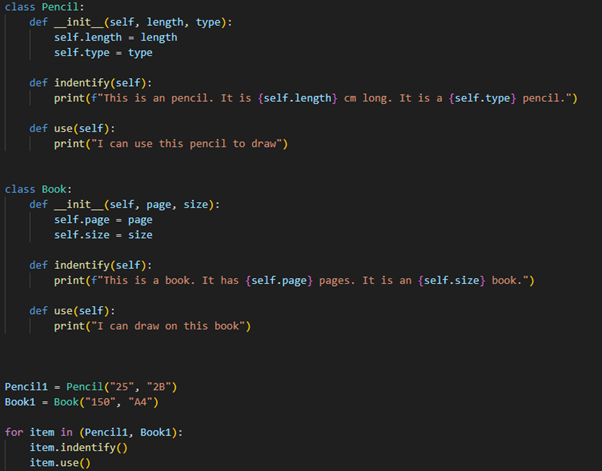 class Pencil:
    def __init__(self, length, type):
        self.length = length
        self.type = type

    def indentify(self):
        print(f"This is an pencil. It is {self.length} cm long. It is a {self.type} pencil.")

    def use(self):
        print("I can use this pencil to draw")


class Book:
    def __init__(self, page, size):
        self.page = page
        self.size = size

    def indentify(self):
        print(f"This is a book. It has {self.page} pages. It is an {self.size} book.")

    def use(self):
        print("I can draw on this book")



Pencil1 = Pencil("25", "2B")
Book1 = Book("150", "A4")

for item in (Pencil1, Book1):
    item.indentify()
    item.use()